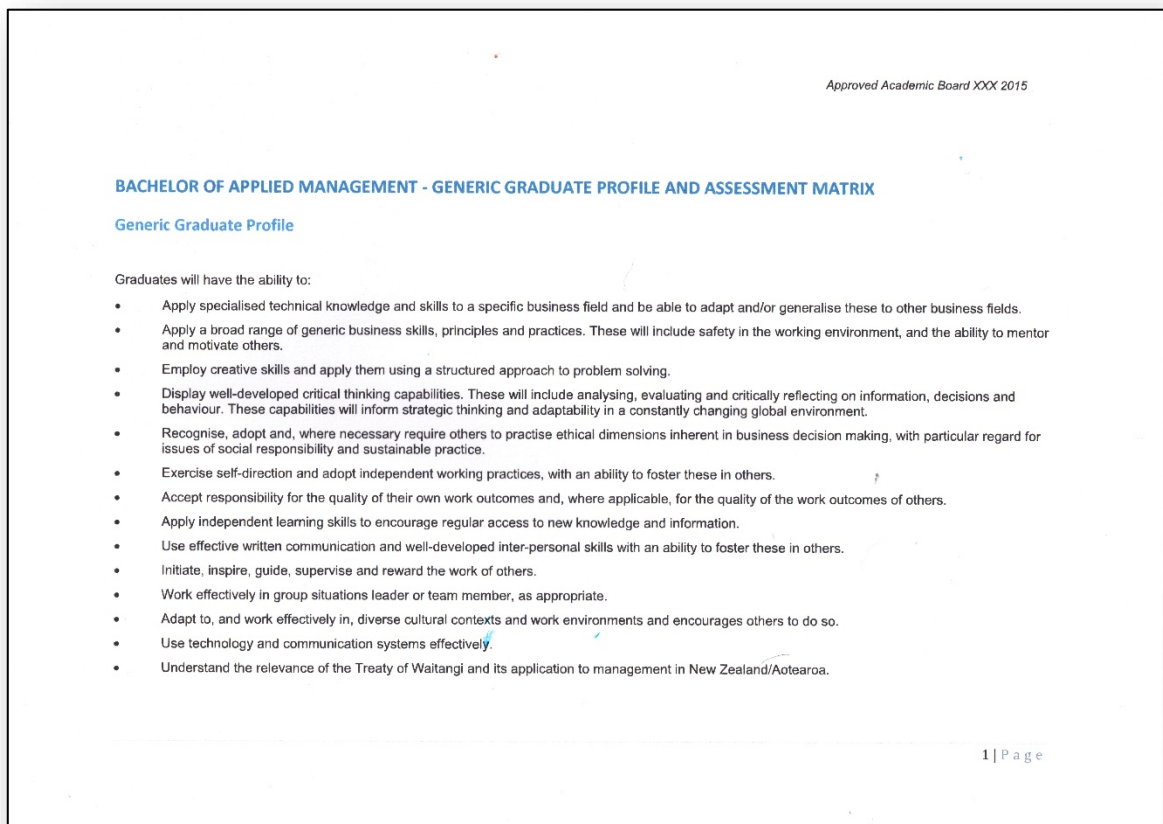 Approved Academic Board XXX 2015
BACHELOR OF APPLIED MANAGEMENT - GENERIC GRADUATE PROFILE AND ASSESSMENT MATRIX
Generic Graduate Profile
Graduates will have the ability to:
• Apply specialised technical knowledge and skills to a specific business field and be able to adapt and/or generalise these to other business fields.
• Apply a broad range of generic business skills, principles and practices. These will include safety in the working environment, and the ability to mentor
and motivate others.
• Employ creative skills and apply them using a structured approach to problem solving.
• Display well-developed critical thinking capabilities. These will include analysing, evaluating and critically reflecting on information, decisions and
behaviour. These capabilities will inform strategic thinking and adaptability in a constantly changing global environment.
• Recognise, adopt and, where necessary require others to practise ethical dimensions inherent in business decision making, with particular regard for
issues of social responsibility and sustainable practice.
• Exercise self-direction and adopt independent working practices, with an ability to foster these in others.
• Accept responsibility for the quality of their own work outcomes and, where applicable, for the quality of the work outcomes of others.
• Apply independent learning skills to encourage regular access to new knowledge and information.
• Use effective written communication and well-developed inter-personal skills with an ability to foster these in others.
• Initiate, inspire, guide, supervise and reward the work of others.
• Work effectively in group situations leader or team member, as appropriate.
• Adapt to, and work effectively in, diverse cultural contexts and work environments and encourages others to do so.
• Use technology and communication systems effectively.
• Understand the relevance of the Treaty of Waitangi and its application to management in New Zealand/Aotearoa.
1 | Page